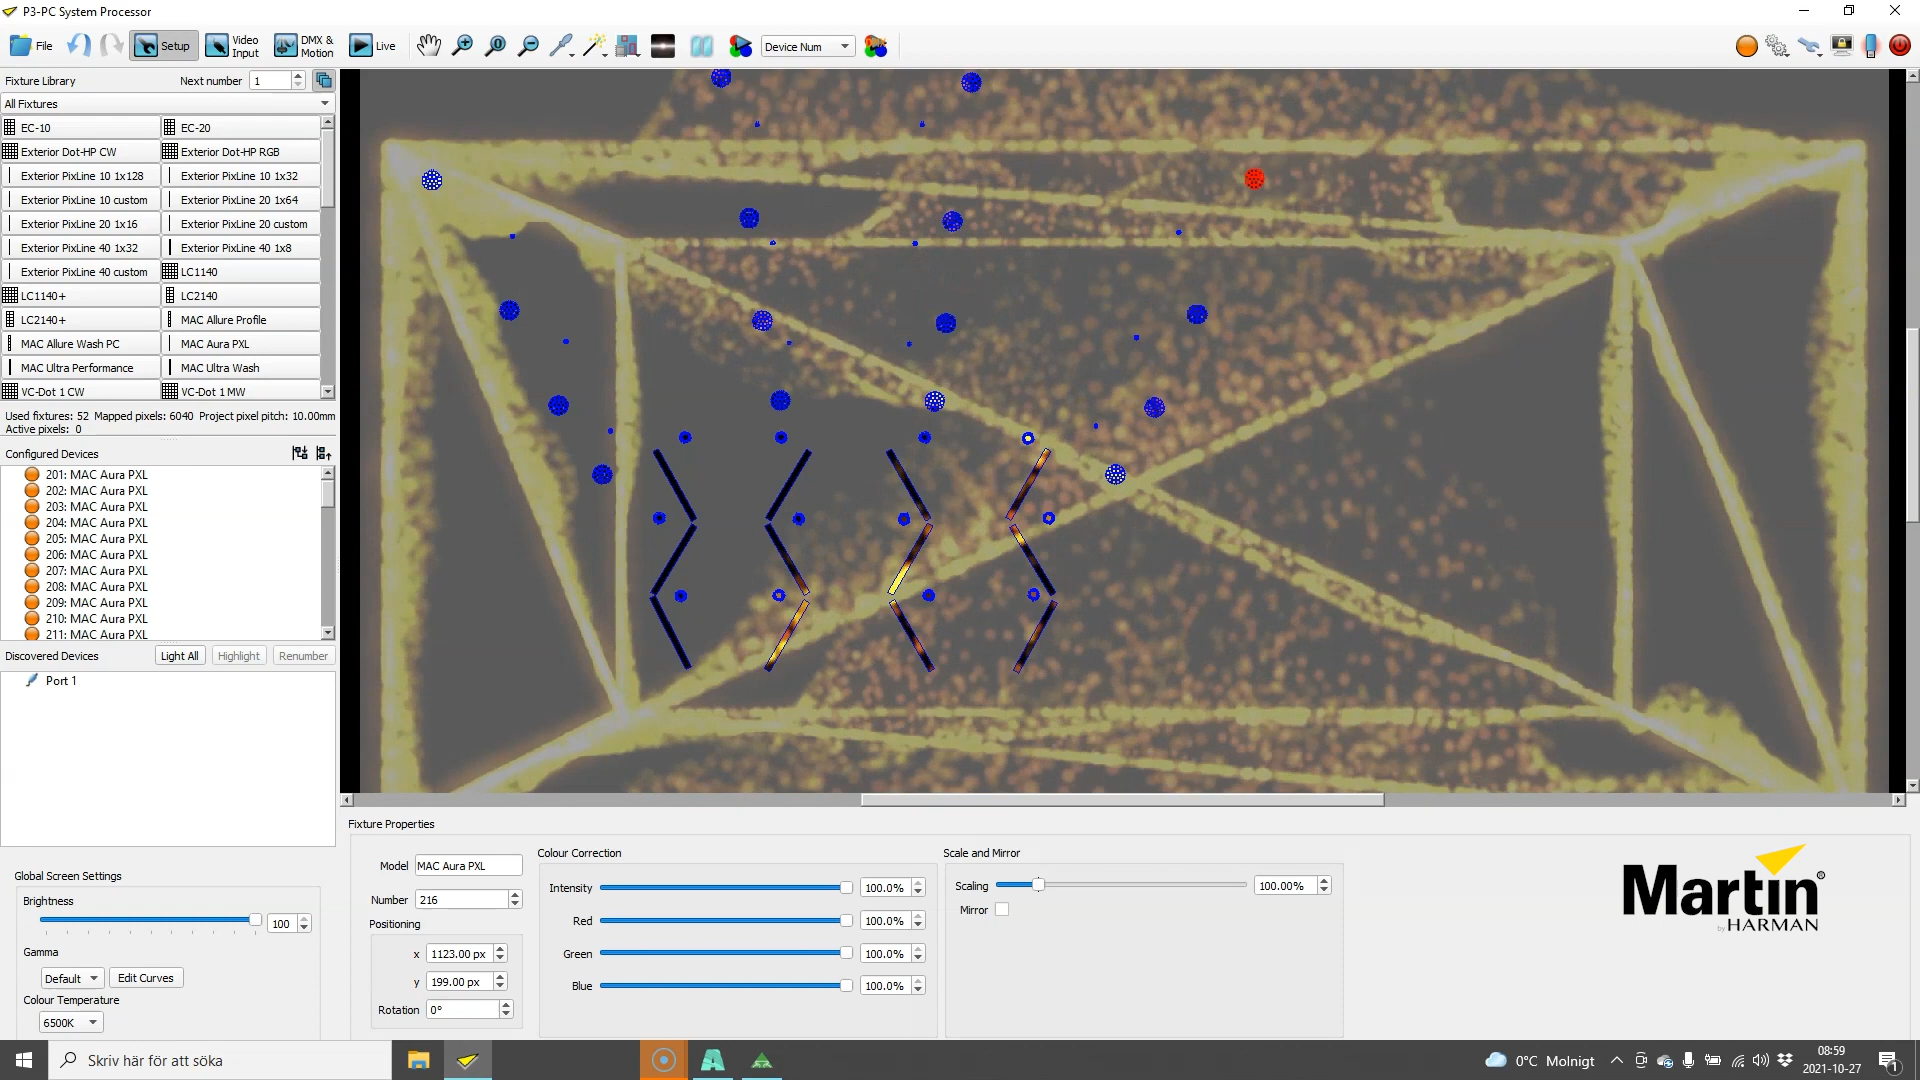 P3-PC System Processor
File
Setup
Video Input
DMX & Motion
Live
Device Num
Fixture Library
Next number
1
All Fixtures
EC-10
EC-20
Exterior Dot-HP CW
Exterior Dot-HP RGB
Exterior PixLine 10 1x128
Exterior PixLine 10 1x32
Exterior PixLine 10 custom
Exterior PixLine 20 1x64
Exterior PixLine 20 1x16
Exterior PixLine 20 custom
Exterior PixLine 40 1x32
Exterior PixLine 40 1x8
Exterior PixLine 40 custom
LC1140
LC1140+
LC2140
LC2140+
MAC Allure Profile
MAC Allure Wash PC
MAC Aura PXL
MAC Ultra Performance
MAC Ultra Wash
VC-Dot 1 CW
VC-Dot 1 MW
Used fixtures: 52 Mapped pixels: 6040 Project pixel pitch: 10.00mm
Active pixels: 0
Configured Devices
201: MAC Aura PXL
202: MAC Aura PXL
203: MAC Aura PXL
204: MAC Aura PXL
205: MAC Aura PXL
206: MAC Aura PXL
207: MAC Aura PXL
208: MAC Aura PXL
209: MAC Aura PXL
210: MAC Aura PXL
211: MAC Aura PXL
Discovered Devices
Light All
Highlight
Renumber
Port 1
Global Screen Settings
Brightness
100
Gamma
Default
Edit Curves
Colour Temperature
6500K
Fixture Properties
Model
MAC Aura PXL
Number
216
Positioning
x
1123.00 px
y
199.00 px
Rotation
0°
Colour Correction
Intensity
100.0%
Red
100.0%
Green
100.0%
Blue
100.0%
Scale and Mirror
Scaling
100.00%
Mirror
Martin®
by HARMAN
Skriv här för att söka
0°C Molnigt
08:59
2021-10-27
1